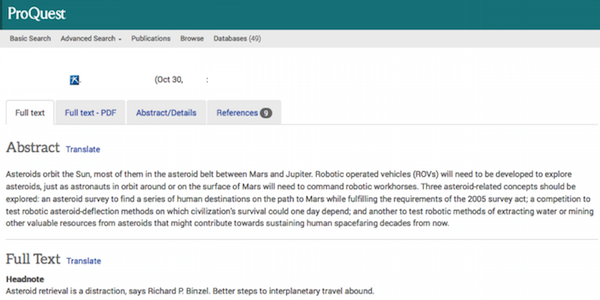 ProQuest
Basic Search Advanced Search Publications Browse Databases (49)
(Oct 30, :
Full text Full text - PDF Abstract/Details References 9
Abstract Translate
Asteroids orbit the Sun, most of them in the asteroid belt between Mars and Jupiter. Robotic operated vehicles (ROVs) will need to be developed to explore
asteroids, just as astronauts in orbit around or on the surface of Mars will need to command robotic workhorses. Three asteroid-related concepts should be
explored: an asteroid survey to find a series of human destinations on the path to Mars while fulfilling the requirements of the 2005 survey act; a competition to
test robotic asteroid-deflection methods on which civilization's survival could one day depend; and another to test robotic methods of extracting water or mining
other valuable resources from asteroids that might contribute towards sustaining human spacefaring decades from now.
Full Text Translate
Headnote
Asteroid retrieval is a distraction, says Richard P. Binzel. Better steps to interplanetary travel abound.